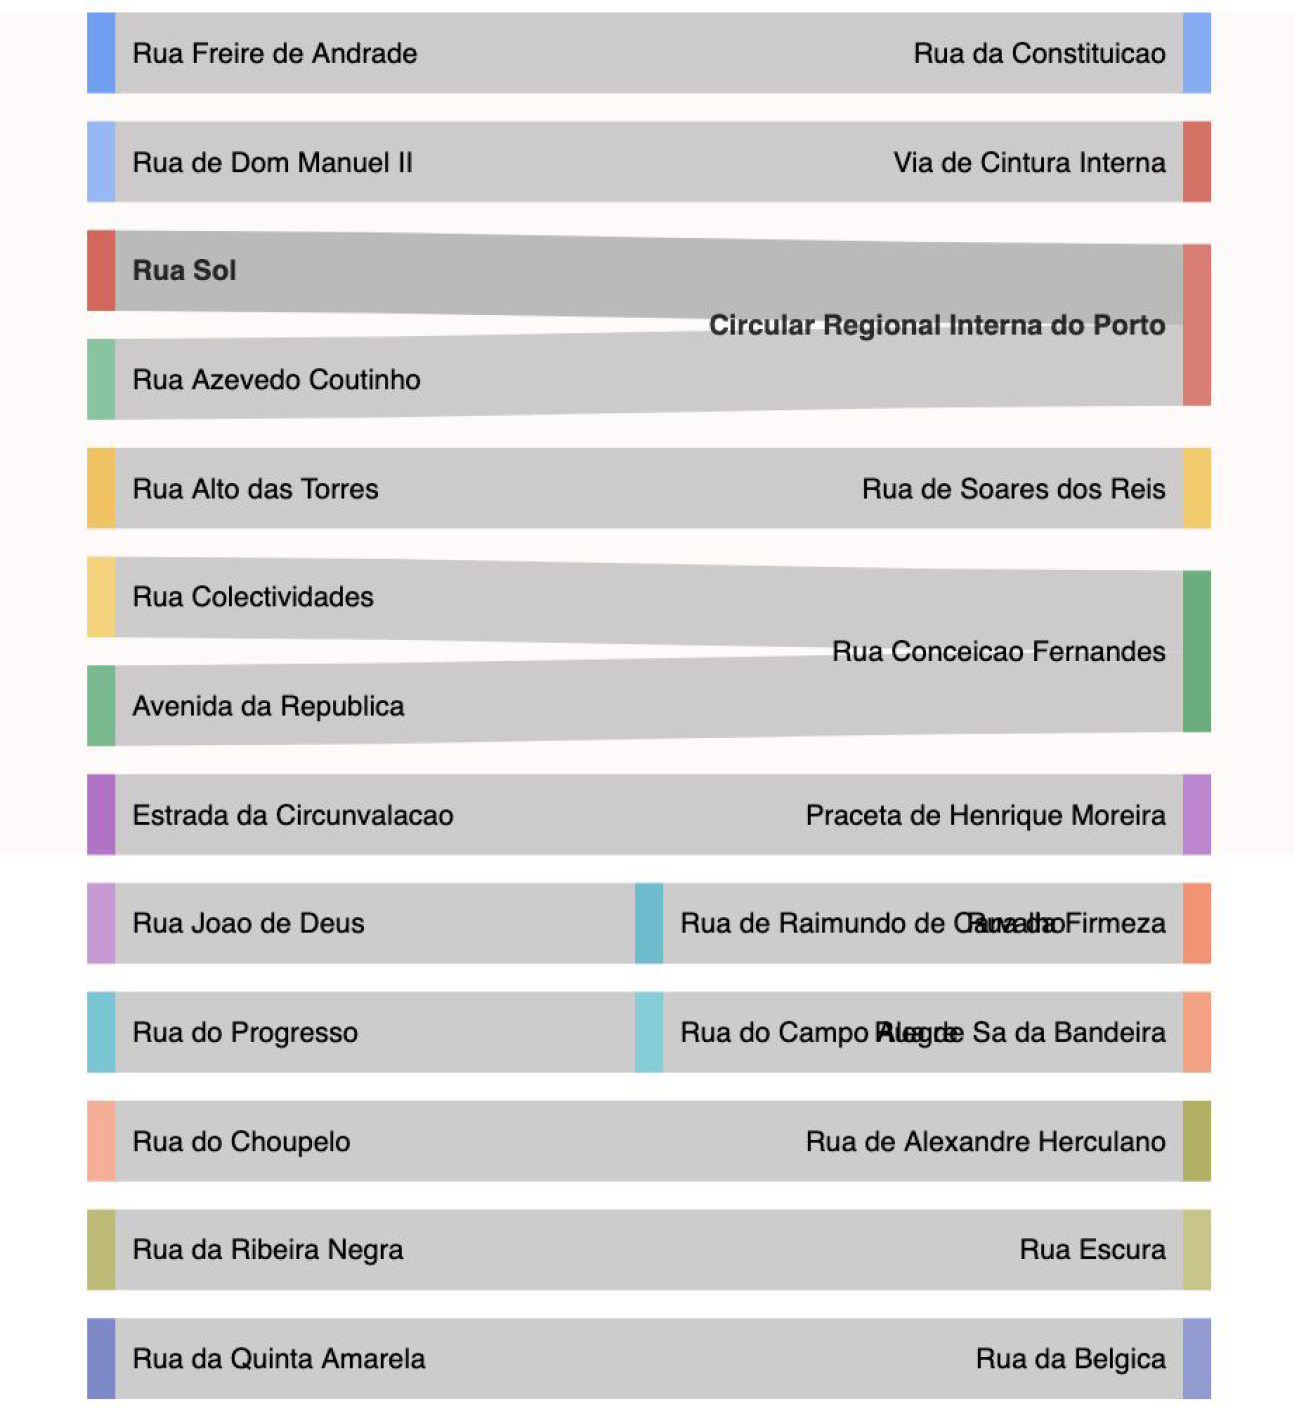 Rua Freire de Andrade Rua da Constituicao
Rua de Dom Manuel II Via de Cintura Interna
Rua Sol
Circular Regional Interna do Porto
Rua Azevedo Coutinho
Rua Alto das Torres Rua de Soares dos Reis
Rua Colectividades
Rua Conceicao Fernandes
Avenida da Republica
Estrada da Circunvalacao Praceta de Henrique Moreira
Rua Joao de Deus Rua de Raimundo de Carvalho Rua da Firmeza
Rua do Progresso Rua do Campo Alegre Rua de Sa da Bandeira
Rua do Choupelo Rua de Alexandre Herculano
Rua da Ribeira Negra Rua Escura
Rua da Quinta Amarela Rua da Belgica